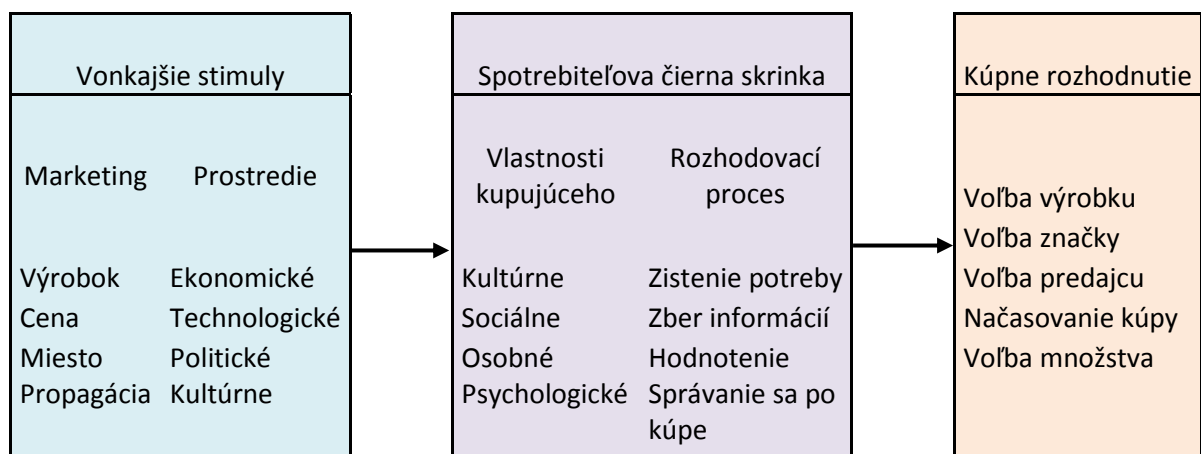 Vonkajšie stimuly
Marketing Prostredie
Výrobok Ekonomické
Cena Technologické
Miesto Politické
Propagácia Kultúrne
Spotrebiteľova čierna skrinka
Vlastnosti Rozhodovací
kupujúceho proces
Kultúrne Zistenie potreby
Sociálne Zber informácií
Osobné Hodnotenie
Psychologické Správanie sa po
kúpe
Kúpne rozhodnutie
Voľba výrobku
Voľba značky
Voľba predajcu
Načasovanie kúpy
Voľba množstva